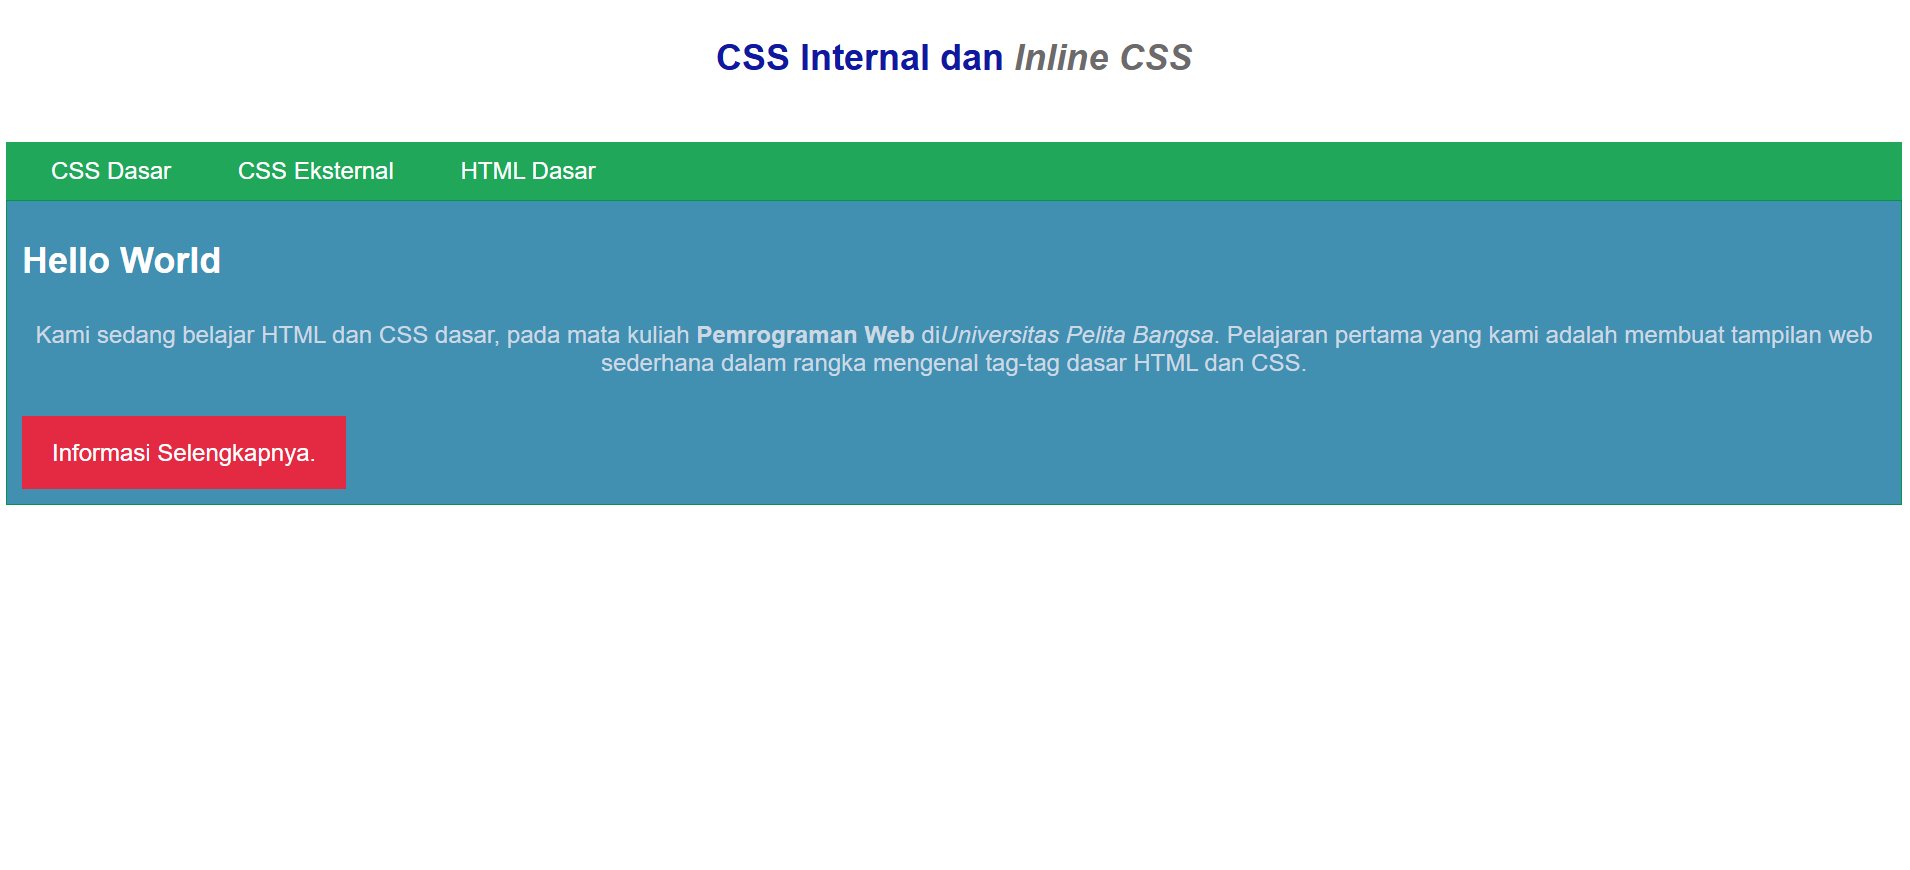 CSS Internal dan Inline CSS
CSS Dasar CSS Eksternal HTML Dasar
Hello World
Kami sedang belajar HTML dan CSS dasar, pada mata kuliah Pemrograman Web diUniversitas Pelita Bangsa. Pelajaran pertama yang kami adalah membuat tampilan web
sederhana dalam rangka mengenal tag-tag dasar HTML dan CSS.
Informasi Selengkapnya.